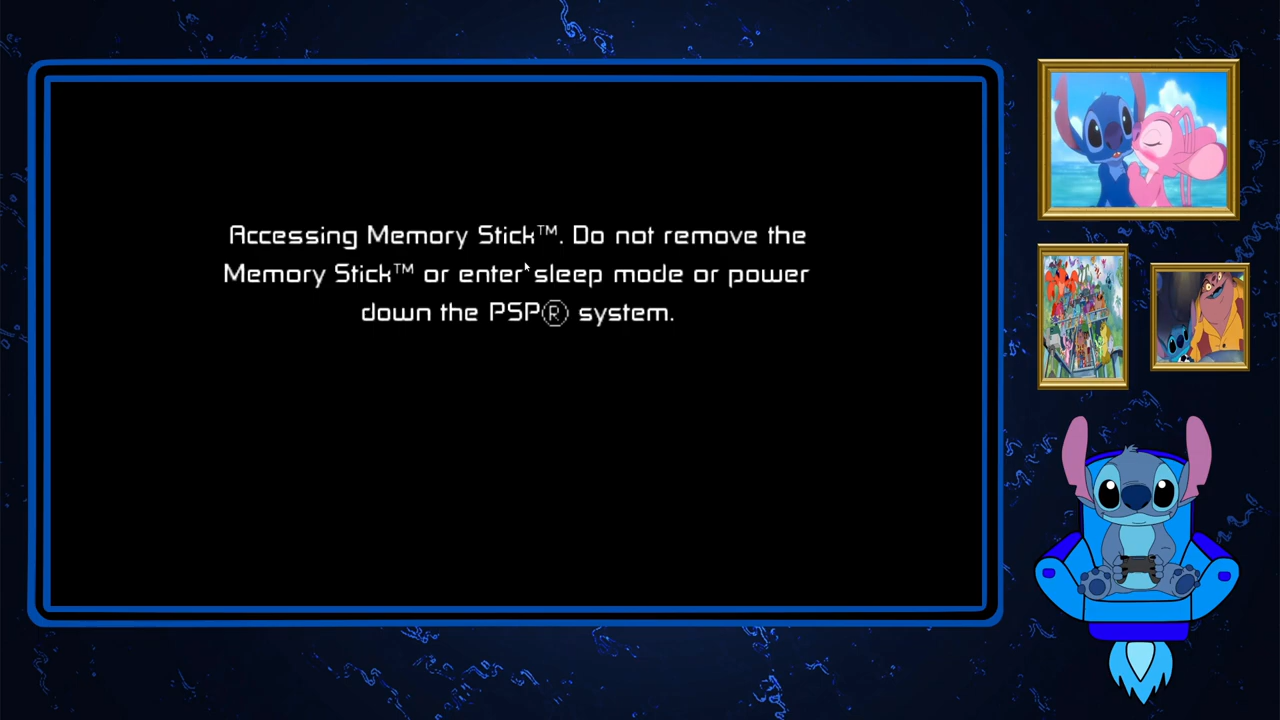 Accessing Memory Stick™. Do not remove the
Memory Stick™ or enter sleep mode or power
down the PSP® system.